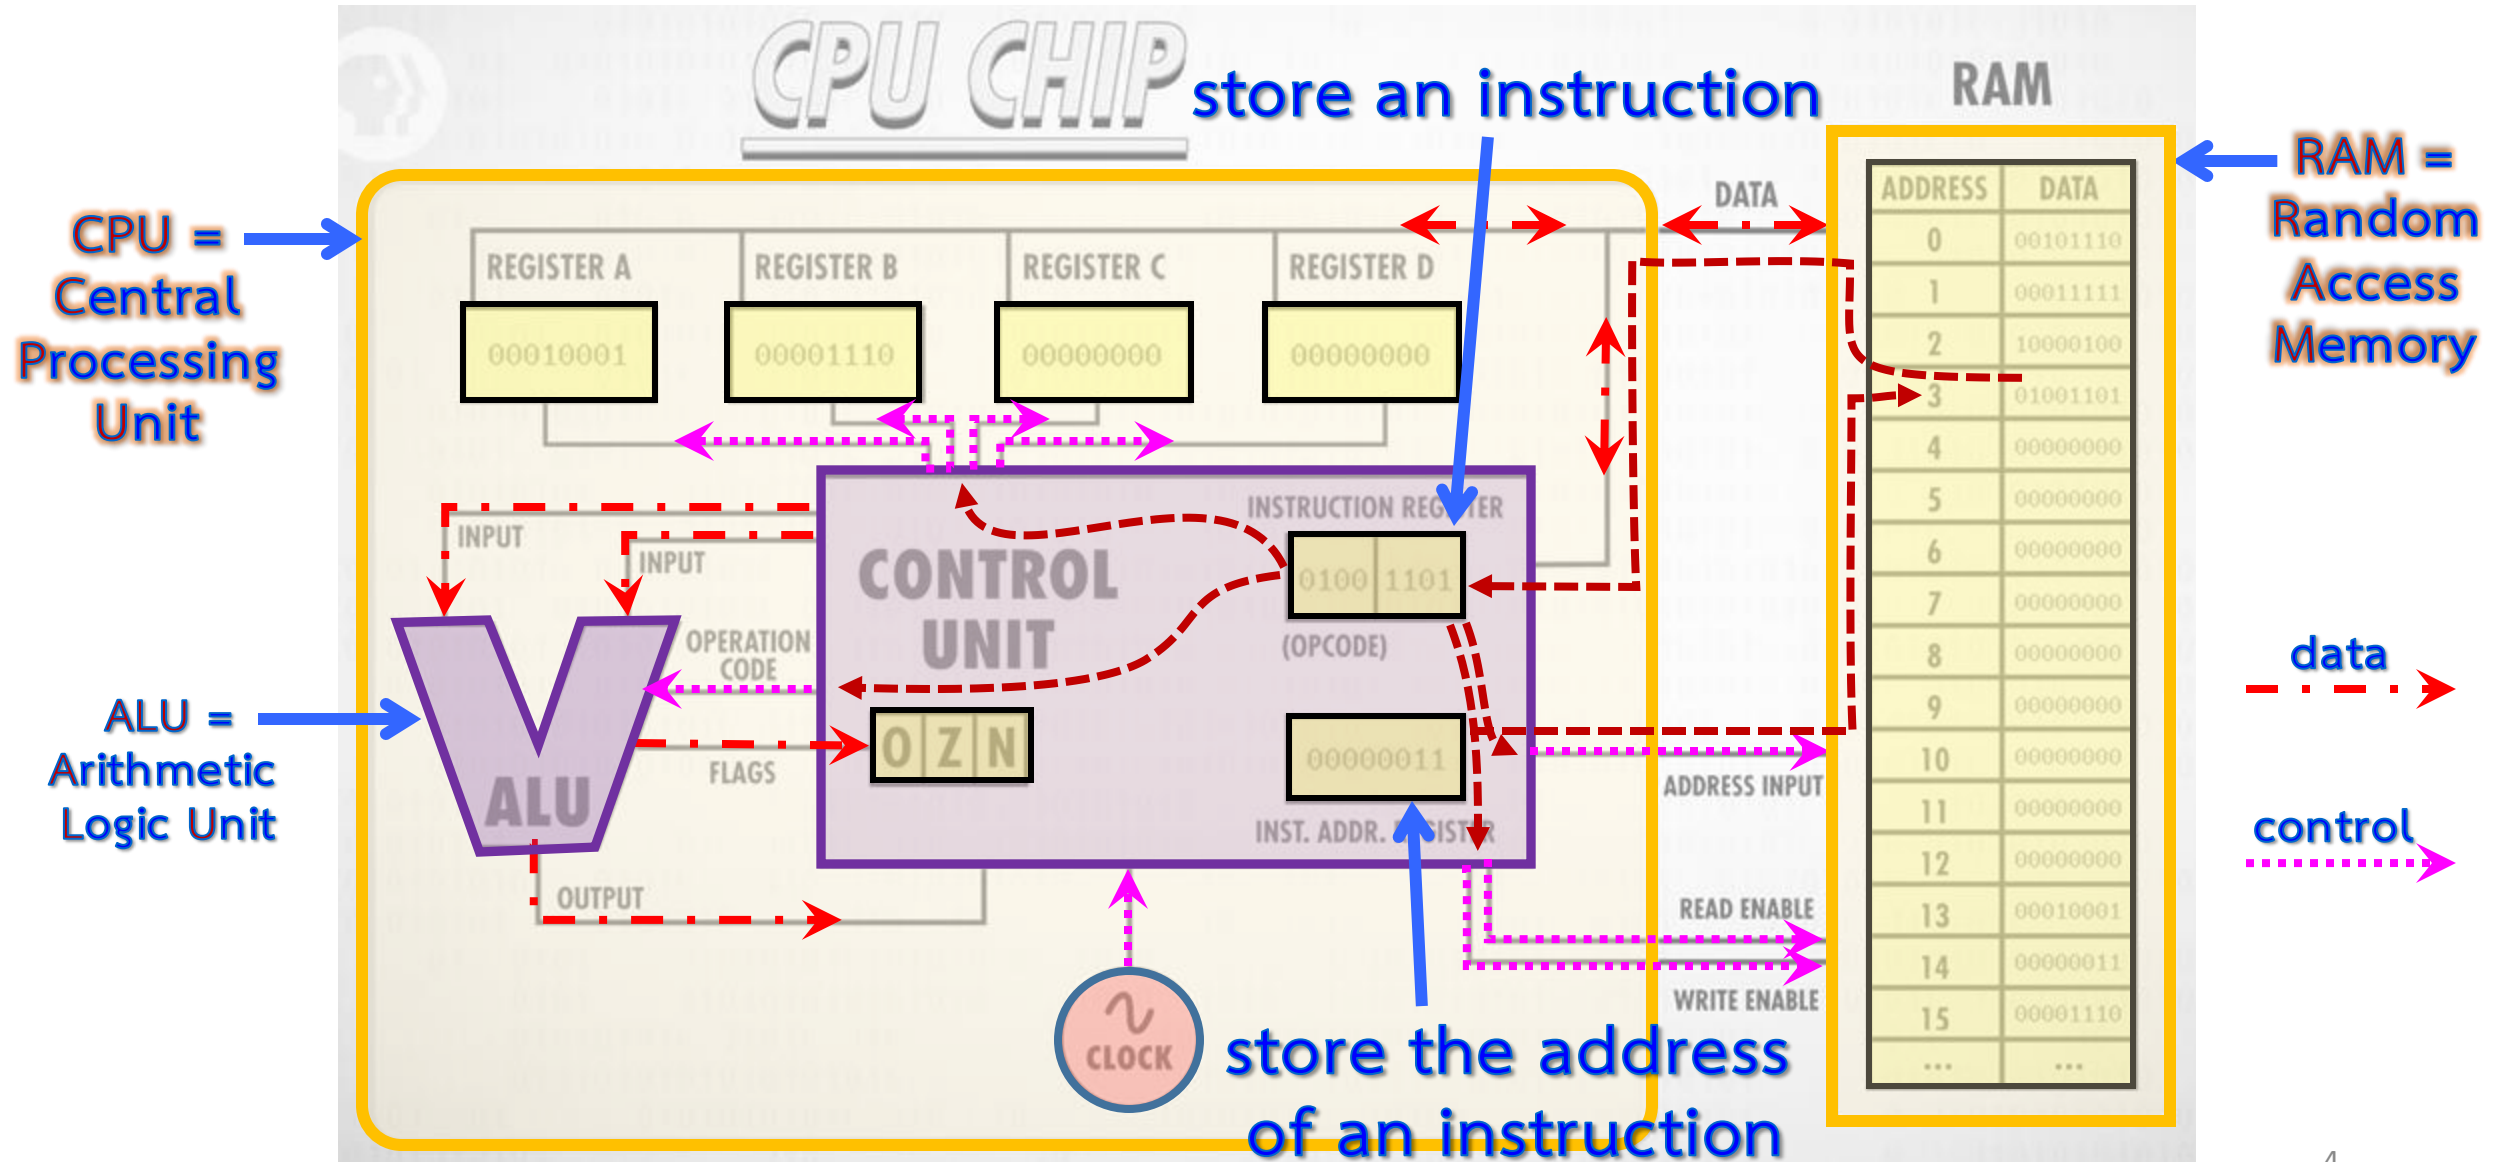 CPU CHIP
store an instruction
RAM
CPU =
Central
Processing
Unit
RAM =
Random
Access
Memory
DATA
REGISTER A
REGISTER B
REGISTER C
REGISTER D
00010001
00001110
00000000
00000000
ADDRESS DATA
0 00101110
1 00011111
2 10000100
3 01001101
4 00000000
5 00000000
6 00000000
7 00000000
8 00000000
9 00000000
10 00000000
11 00000000
12 00000000
13 00010001
14 00000011
15 00001110
... ...
INPUT
INPUT
OPERATION
CODE
FLAGS
OUTPUT
ALU
ALU =
Arithmetic
Logic Unit
CONTROL
UNIT
INSTRUCTION REGISTER
0100 1101
(OPCODE)
O Z N
00000011
INST. ADDR. REGISTER
ADDRESS INPUT
READ ENABLE
WRITE ENABLE
CLOCK
store the address
of an instruction
data
control
4